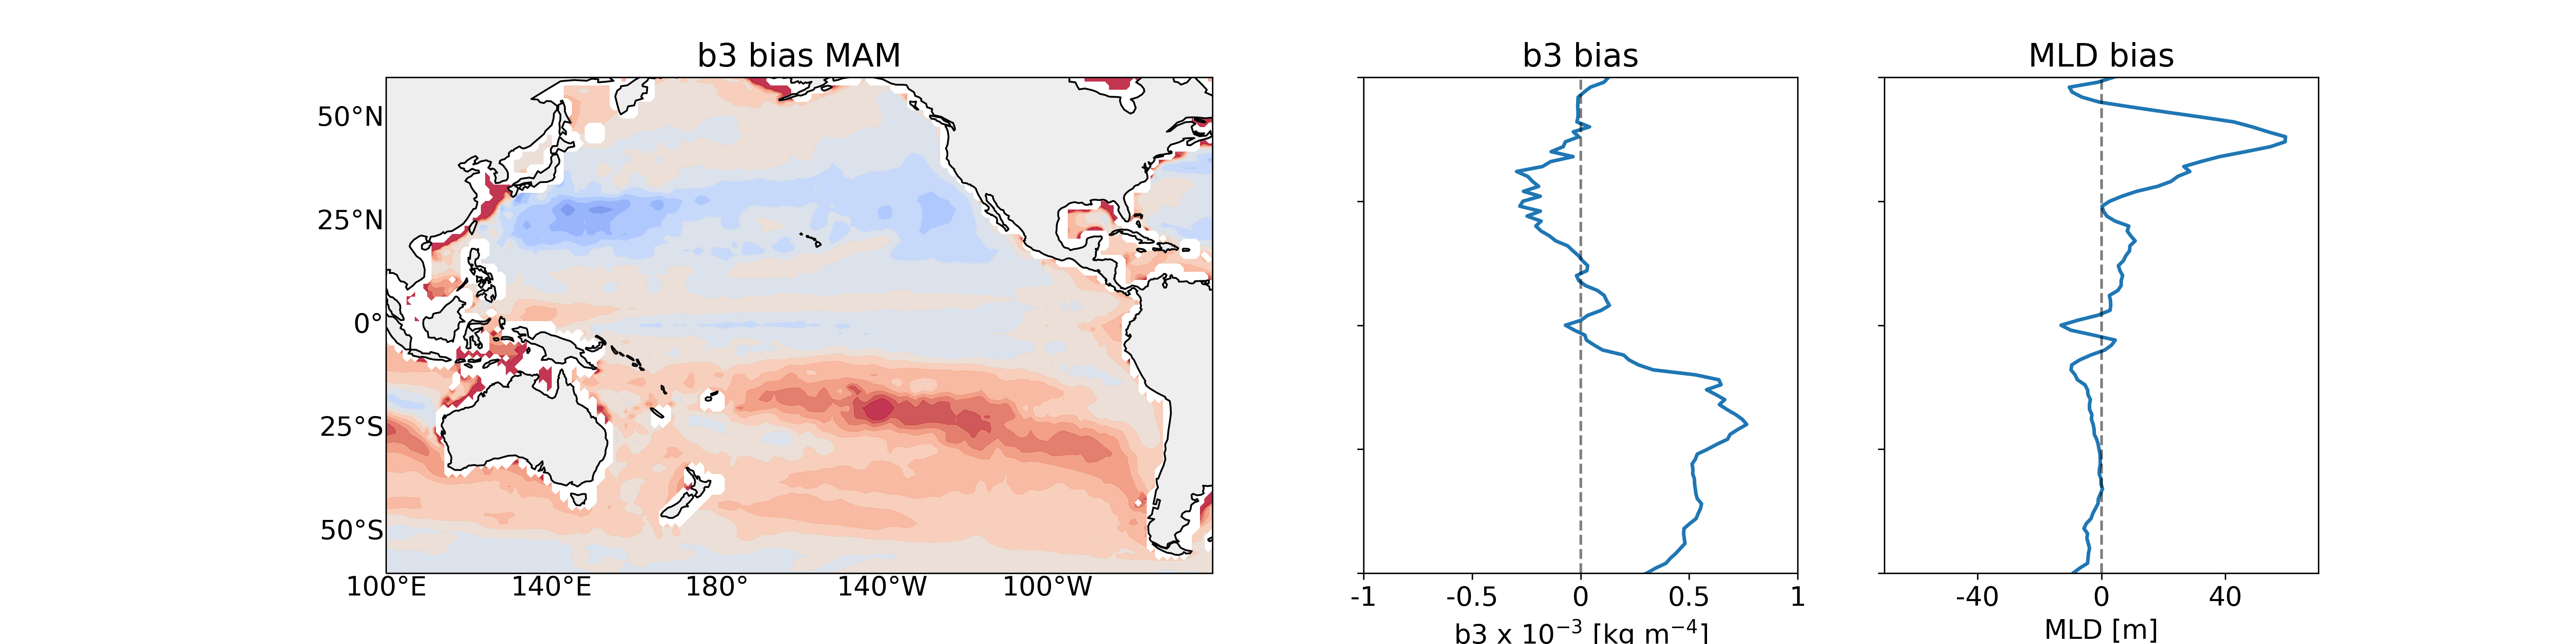 b3 bias MAM
50°N
25°N
0°
25°S
50°S
100°E 140°E 180° 140°W 100°W
b3 bias
-1 -0.5 0 0.5 1
b3 x 10⁻³ [kg m⁻⁴]
MLD bias
-40 0 40
MLD [m]